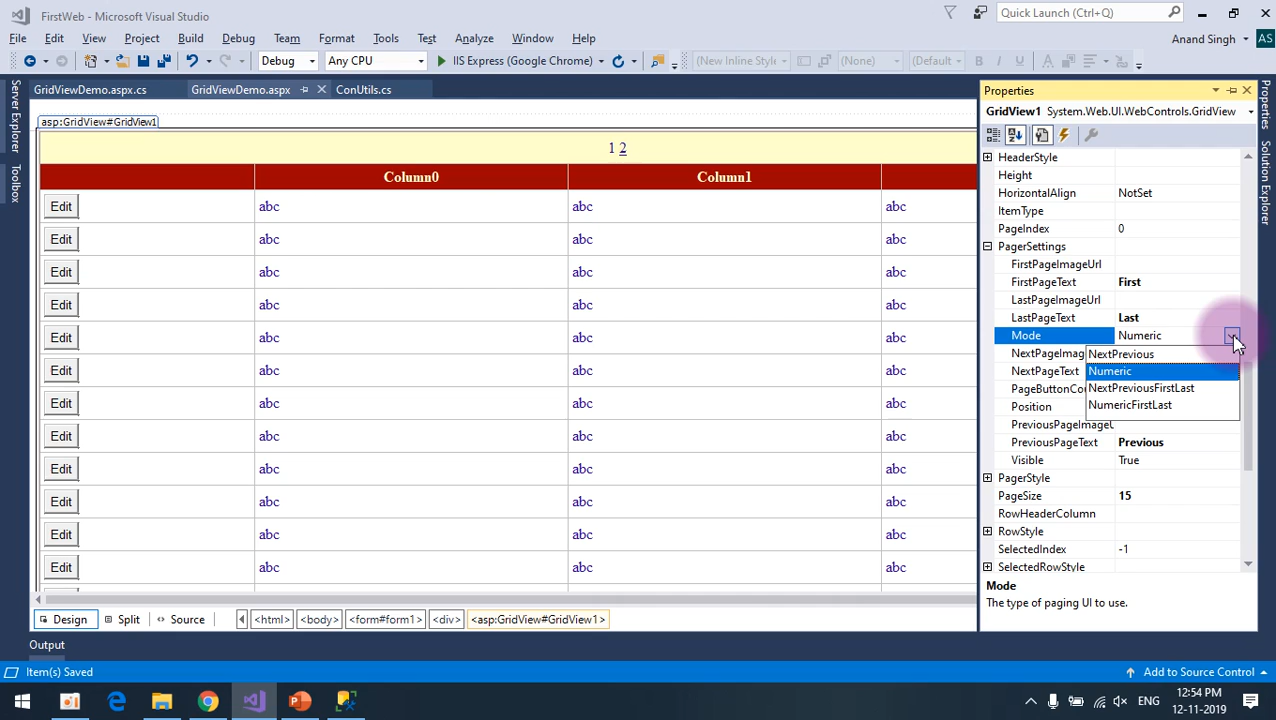 FirstWeb - Microsoft Visual Studio
Quick Launch (Ctrl+Q)
File Edit View Project Build Debug Team Format Tools Test Analyze Window Help
Anand Singh AS
Debug Any CPU IIS Express (Google Chrome) (New Inline Style (None) (Default) B I U A
GridViewDemo.aspx.cs GridViewDemo.aspx ConUtils.cs
Server Explorer
Toolbox
asp:GridView#GridView1
1 2
Column0 Column1
Edit abc abc abc
Edit abc abc abc
Edit abc abc abc
Edit abc abc abc
Edit abc abc abc
Edit abc abc abc
Edit abc abc abc
Edit abc abc abc
Edit abc abc abc
Edit abc abc abc
Edit abc abc abc
Edit abc abc abc
Design Split Source <html> <body> <form#form1> <div> <asp:GridView#GridView1>
Properties
GridView1 System.Web.UI.WebControls.GridView
HeaderStyle
Height
HorizontalAlign NotSet
ItemType
PageIndex 0
PagerSettings
FirstPageImageUrl
FirstPageText First
LastPageImageUrl
LastPageText Last
Mode Numeric
NextPageImag
NextPageText
PageButtonCo
Position
PreviousPageImageU
PreviousPageText Previous
Visible True
NextPrevious
Numeric
NextPreviousFirstLast
NumericFirstLast
PagerStyle
PageSize 15
RowHeaderColumn
RowStyle
SelectedIndex -1
SelectedRowStyle
Mode
The type of paging UI to use.
Properties
Solution Explorer
Output
Item(s) Saved
Add to Source Control
ENG
12:54 PM
12-11-2019